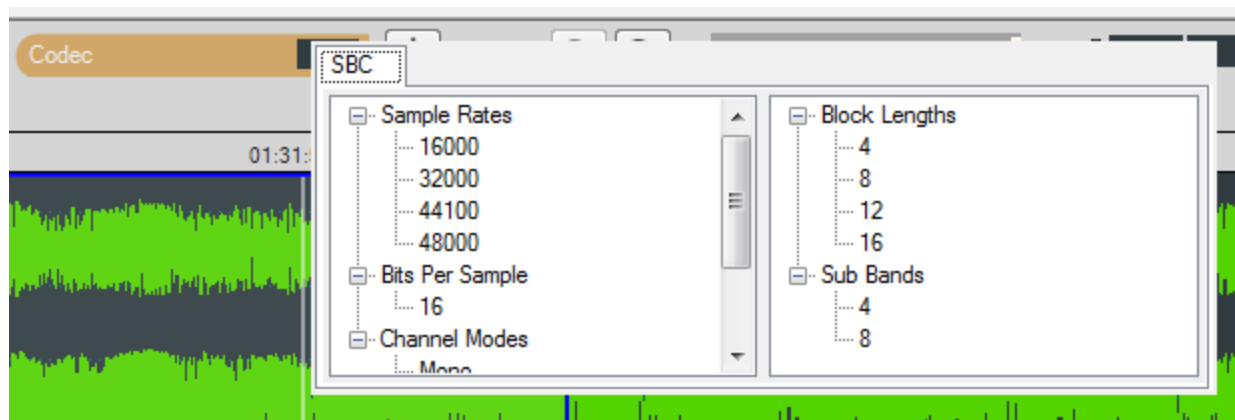 Codec
SBC
01:31:
Sample Rates
16000
32000
44100
48000
Bits Per Sample
16
Channel Modes
Mono
Block Lengths
4
8
12
16
Sub Bands
4
8